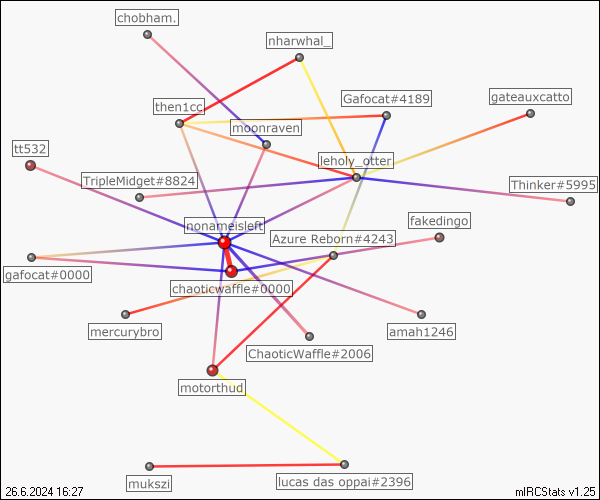 chobham.
nharwhal_
Gafocat#4189
gateauxcatto
then1cc
moonraven
tt532
leholy_otter
TripleMidget#8824
Thinker#5995
nonameisleft
fakedingo
Azure Reborn#4243
gafocat#0000
chaoticwaffle#0000
mercurybro
amah1246
ChaoticWaffle#2006
motorthud
mukszi
lucas das oppai#2396
26.6.2024 16:27
mIRCStats v1.25